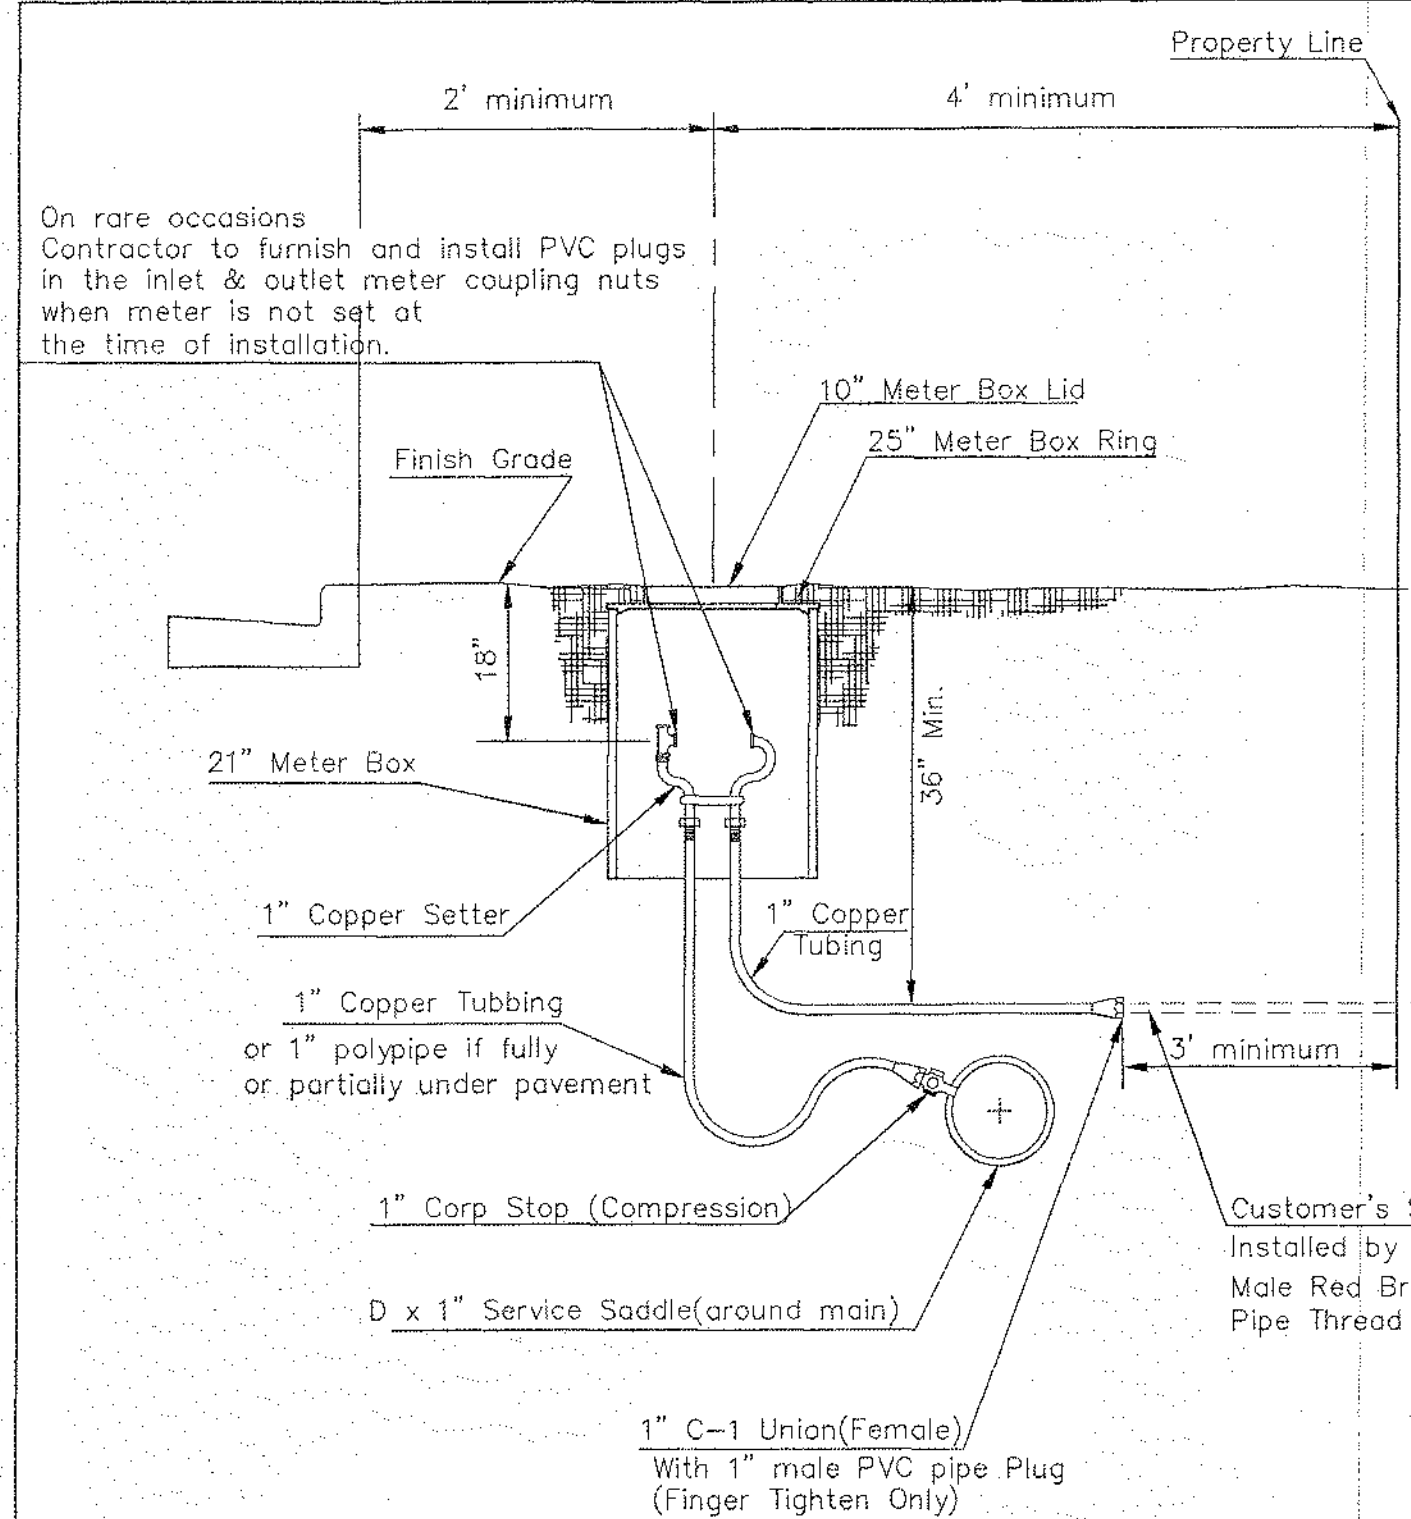 Property Line
2' minimum
4' minimum
On rare occasions
Contractor to furnish and install PVC plugs
in the inlet & outlet meter coupling nuts
when meter is not set at
the time of installation.
10" Meter Box Lid
25" Meter Box Ring
Finish Grade
18"
36" Min.
21" Meter Box
1" Copper Setter
1" Copper
Tubing
1" Copper Tubbing
or 1" polypipe if fully
or partially under pavement
3' minimum
1" Corp Stop (Compression)
Customer's
Installed by
Male Red
Pipe Thread
D x 1" Service Saddle(around main)
1" C-1 Union(Female)
With 1" male PVC pipe Plug
(Finger Tighten Only)